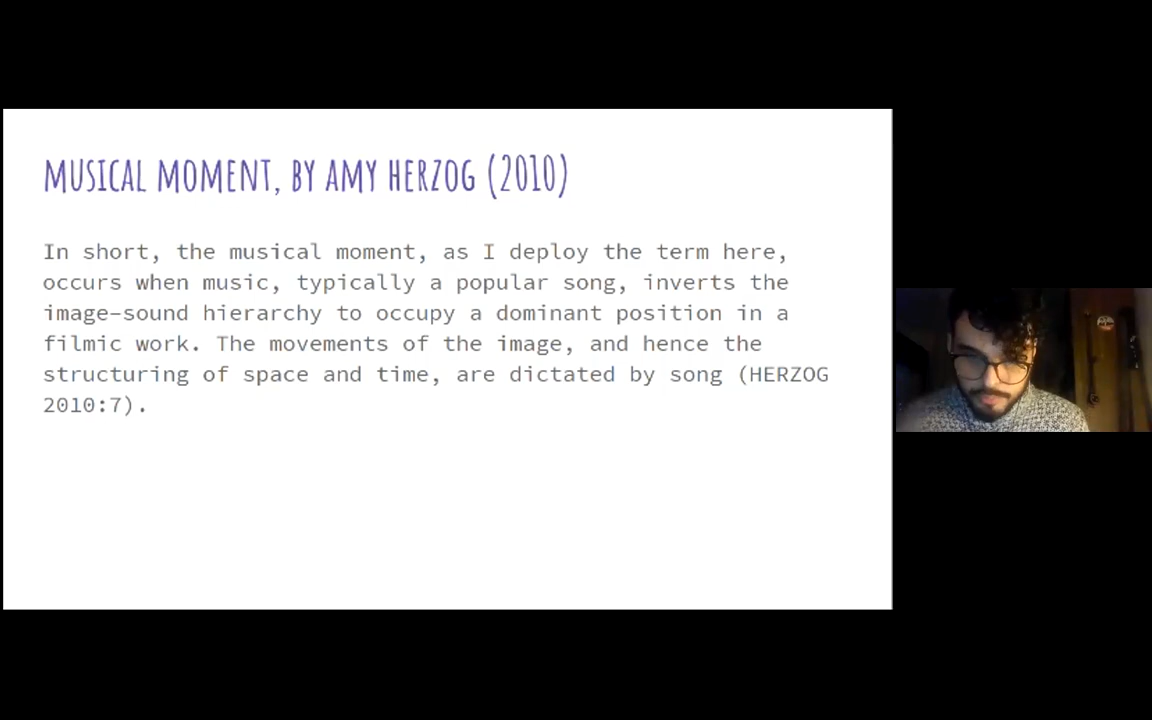 MUSICAL MOMENT, BY AMY HERZOG (2010)
In short, the musical moment, as I deploy the term here,
occurs when music, typically a popular song, inverts the
image–sound hierarchy to occupy a dominant position in a
filmic work. The movements of the image, and hence the
structuring of space and time, are dictated by song (HERZOG
2010:7).